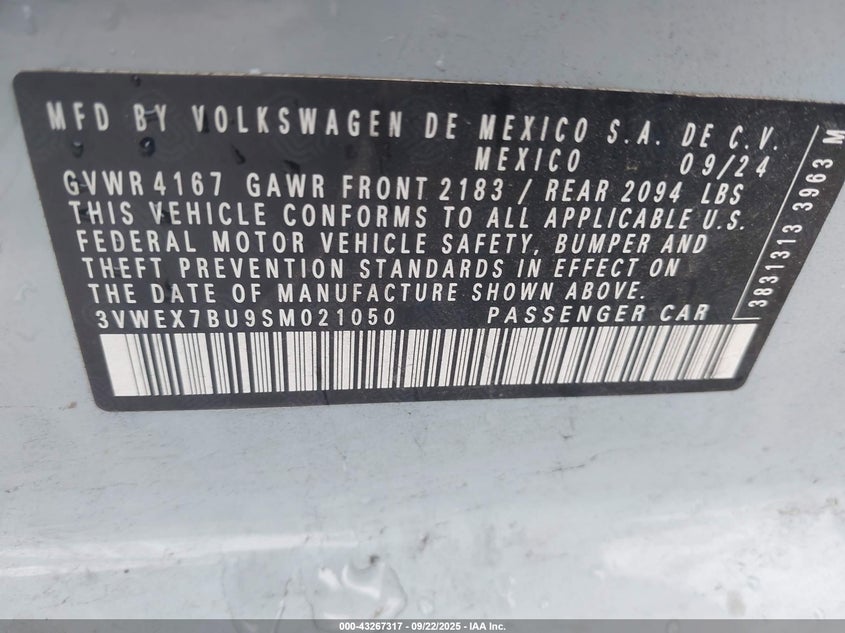 MFD BY VOLKSWAGEN DE MEXICO S.A. DE C.V.
MEXICO 09/24
GVWR 4167 GAWR FRONT 2183 / REAR 2094 LBS
THIS VEHICLE CONFORMS TO ALL APPLICABLE U.S.
FEDERAL MOTOR VEHICLE SAFETY, BUMPER AND
THEFT PREVENTION STANDARDS IN EFFECT ON
THE DATE OF MANUFACTURE SHOWN ABOVE.
3VWEX7BU9SM021050 PASSENGER CAR
3831313 3963 M
000-43267317 - 09/22/2025 - IAA Inc.